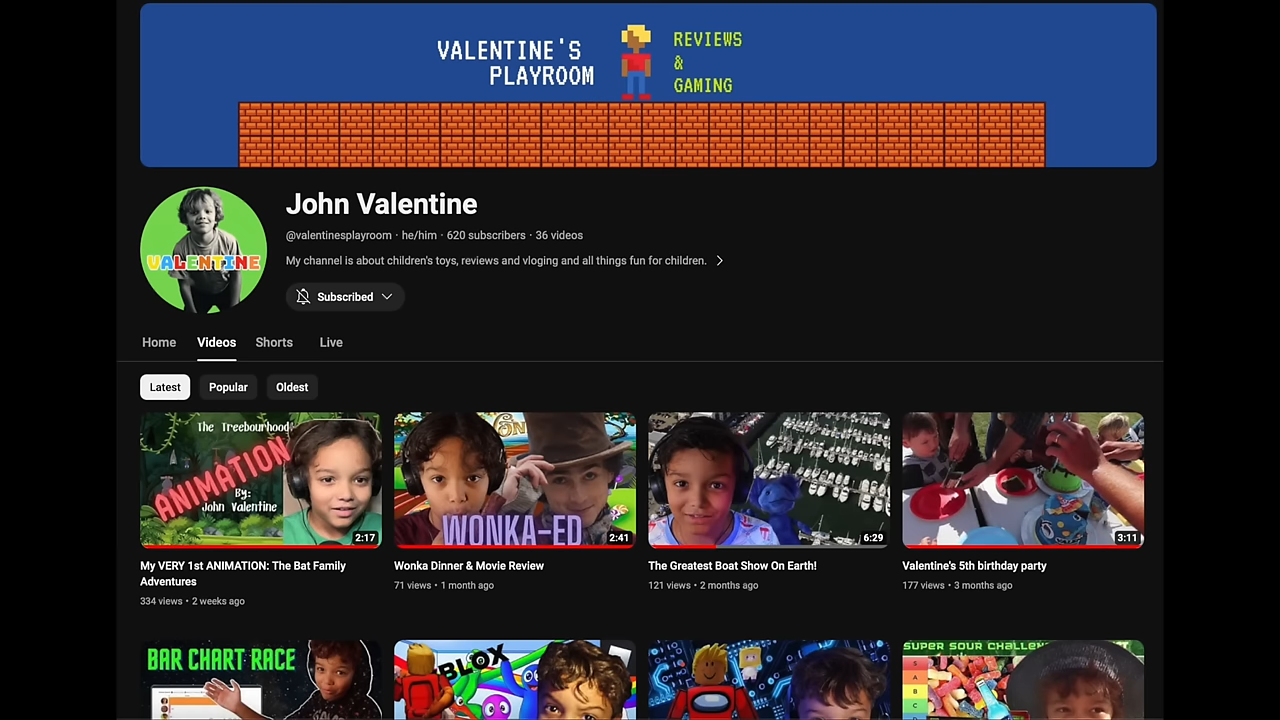 VALENTINE'S
PLAYROOM
REVIEWS
&
GAMING
VALENTINE
John Valentine
@valentinesplayroom · he/him · 620 subscribers · 36 videos
My channel is about children's toys, reviews and vloging and all things fun for children.
Subscribed
Home Videos Shorts Live
Latest Popular Oldest
The Treebourhood
ANIMATION
By:
John Valentine
2:17
WONKA-ED
2:41
6:29
3:11
My VERY 1st ANIMATION: The Bat Family
Adventures
334 views • 2 weeks ago
Wonka Dinner & Movie Review
71 views • 1 month ago
The Greatest Boat Show On Earth!
121 views • 2 months ago
Valentine's 5th birthday party
177 views • 3 months ago
BAR CHART RACE
BLOX
SUPER SOUR CHALLEN
S
A
B
C